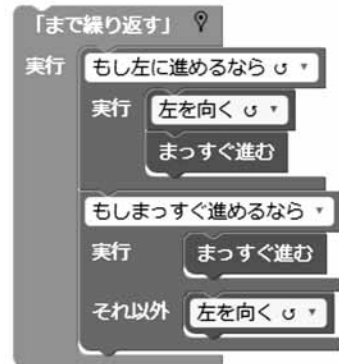 「まで繰り返す」
実行 もし左に進めるなら ↺ ▼
実行 左を向く ↺ ▼
まっすぐ進む
もしまっすぐ進めるなら ▼
実行 まっすぐ進む
それ以外 左を向く ↺ ▼